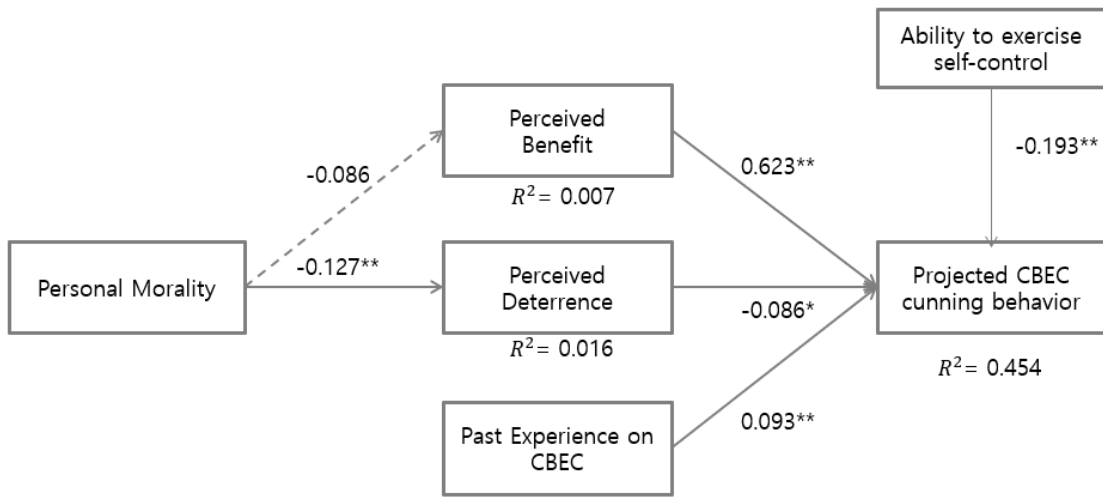 Ability to exercise
self-control
Perceived
Benefit
-0.193**
-0.086
0.623**
R² = 0.007
Personal Morality
-0.127**
Perceived
Deterrence
-0.086*
Projected CBEC
cunning behavior
R² = 0.016
R² = 0.454
Past Experience on
CBEC
0.093**